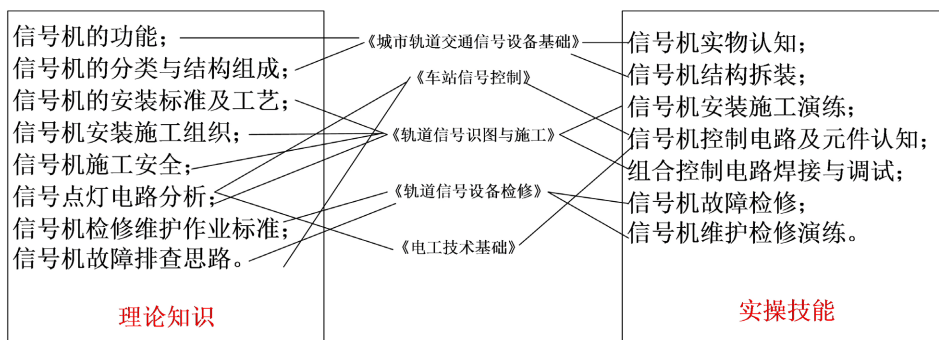 信号机的功能；
信号机的分类与结构组成；
信号机的安装标准及工艺；
信号机安装施工组织；
信号机施工安全；
信号点灯电路分析；
信号机检修维护作业标准；
信号机故障排查思路。
理论知识
《城市轨道交通信号设备基础》
《车站信号控制》
《轨道信号识图与施工》
《轨道信号设备检修》
《电工技术基础》
信号机实物认知；
信号机结构拆装；
信号机安装施工演练；
信号机控制电路及元件认知；
组合控制电路焊接与调试；
信号机故障检修；
信号机维护检修演练。
实操技能